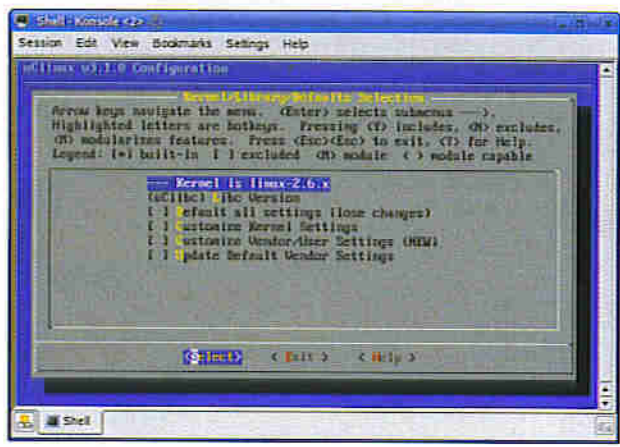 Shell - Konsole <2>
Session Edit View Bookmarks Settings Help
uClinux v3.1.0 Configuration
Kernel/Library/Defaults Selection
Arrow keys navigate the menu. <Enter> selects submenus --->.
Highlighted letters are hotkeys. Pressing <Y> includes, <N> excludes,
<M> modularizes features. Press <Esc><Esc> to exit, <?> for Help.
Legend: [*] built-in [ ] excluded <M> module < > module capable
--- Kernel is linux-2.6.x
(uClibc) Libc Version
[ ] Default all settings (lose changes)
[ ] Customize Kernel Settings
[ ] Customize Vendor/User Settings (NEW)
[ ] Update Default Vendor Settings
<Select> < Exit > < Help >
Shell